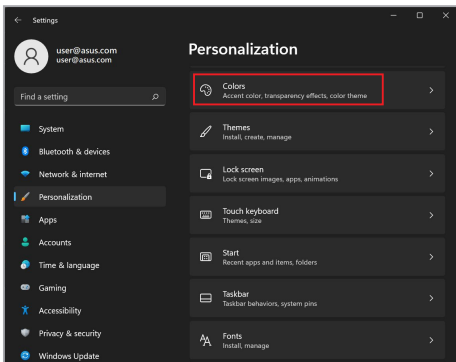 Settings
user@asus.com
user@asus.com
Find a setting
System
Bluetooth & devices
Network & internet
Personalization
Apps
Accounts
Time & language
Gaming
Accessibility
Privacy & security
Windows Update
Personalization
Colors
Accent color, transparency effects, color theme
Themes
Install, create, manage
Lock screen
Lock screen images, apps, animations
Touch keyboard
Themes, size
Start
Recent apps and items, folders
Taskbar
Taskbar behaviors, system pins
Fonts
Install, manage